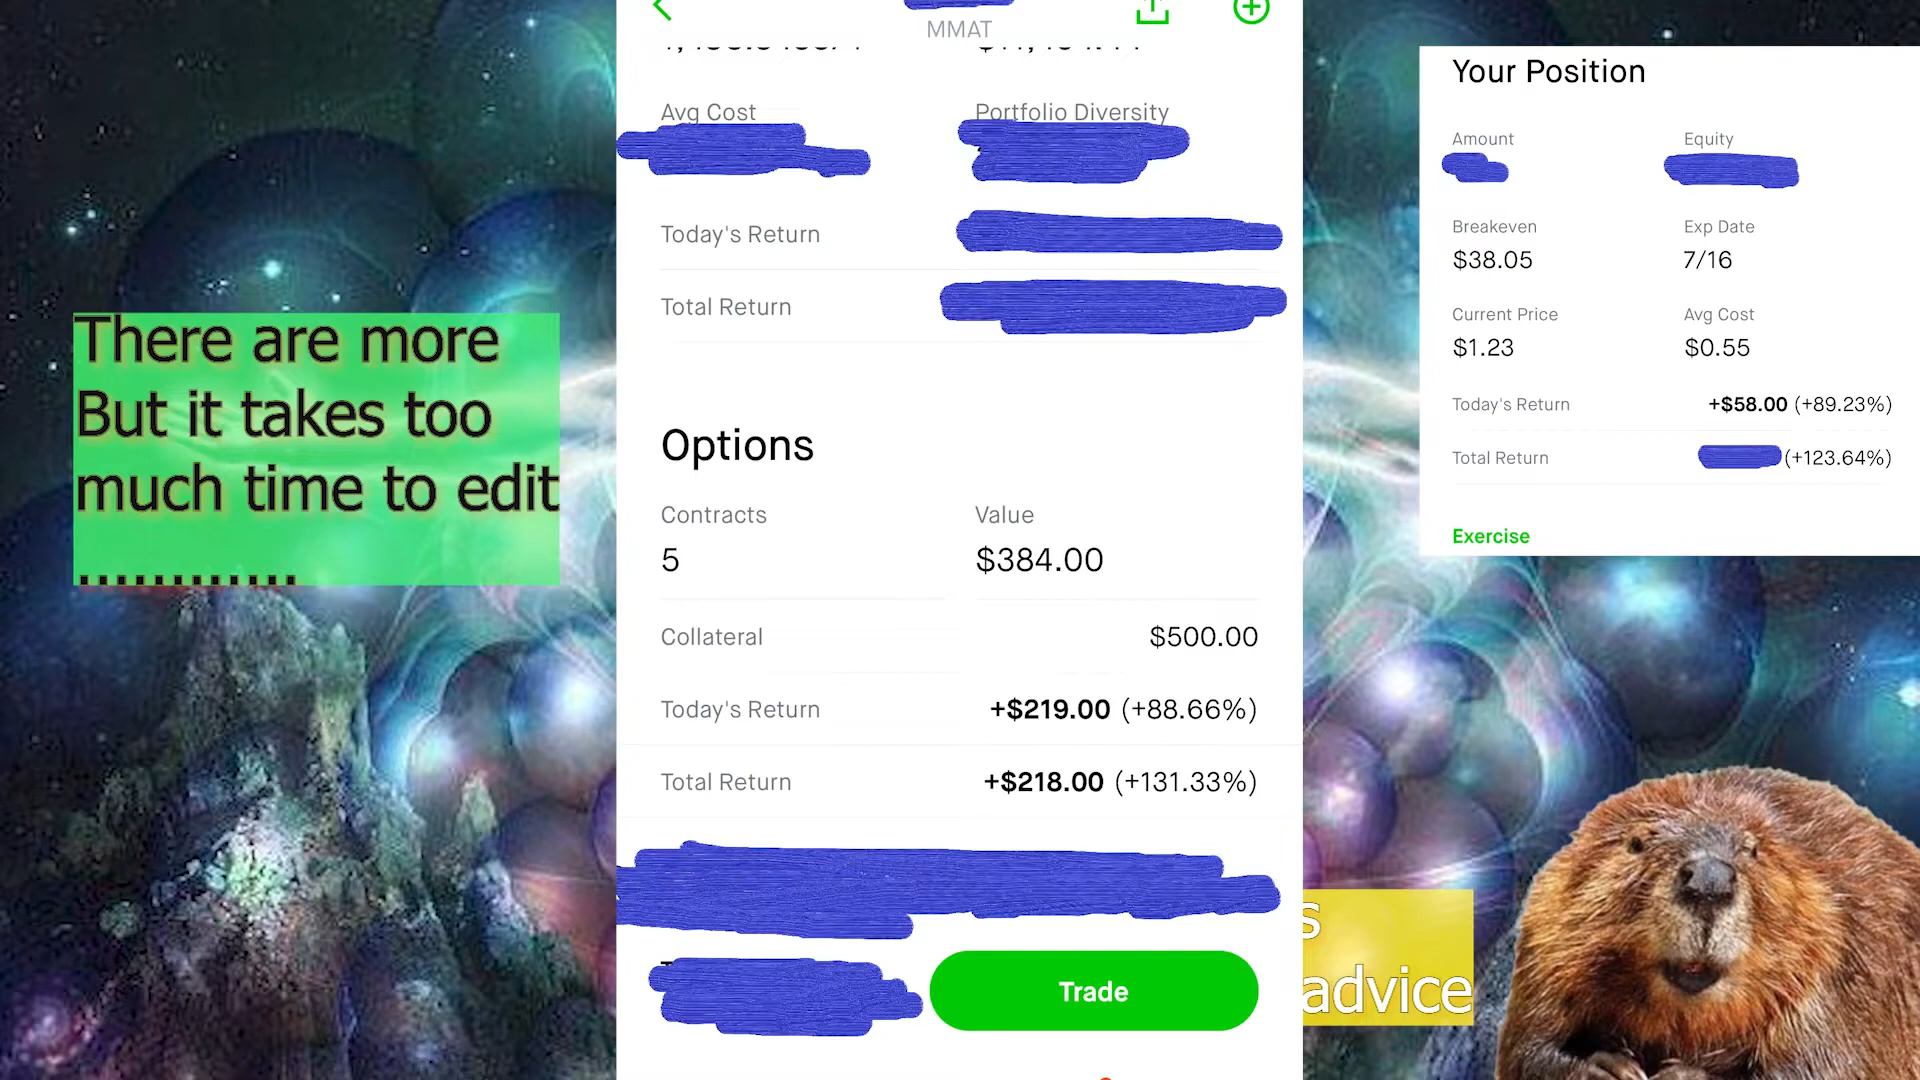 There are more
But it takes too
much time to edit
............
MMAT
Avg Cost
Portfolio Diversity
Today's Return
Total Return
Options
Contracts
Value
5
$384.00
Collateral
$500.00
Today's Return
+$219.00 (+88.66%)
Total Return
+$218.00 (+131.33%)
Trade
Your Position
Amount
Equity
Breakeven
Exp Date
$38.05
7/16
Current Price
Avg Cost
$1.23
$0.55
Today's Return
+$58.00 (+89.23%)
Total Return
(+123.64%)
Exercise
s
advice